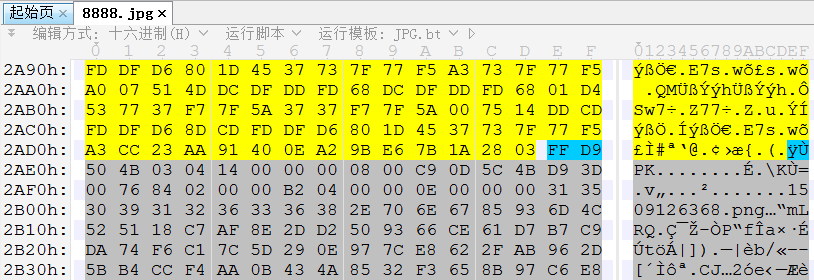 起始页 8888.jpg
编辑方式: 十六进制(H) 运行脚本 运行模板: JPG.bt
0 1 2 3 4 5 6 7 8 9 A B C D E F 0123456789ABCDEF
2A90h: FD DF D6 80 1D 45 37 73 7F 77 F5 A3 73 7F 77 F5 ýßÖ€.E7s.wõ£s.wõ
2AA0h: A0 07 51 4D DC DF DD FD 68 DC DF DD FD 68 01 D4  .QMÜßÝýhÜßÝýh.Ô
2AB0h: 53 77 37 F7 7F 5A 37 37 F7 7F 5A 00 75 14 DD CD Sw7÷.Z77÷.Z.u.ÝÍ
2AC0h: FD DF D6 8D CD FD DF D6 80 1D 45 37 73 7F 77 F5 ýßÖ.ÍýßÖ€.E7s.wõ
2AD0h: A3 CC 23 AA 91 40 0E A2 9B E6 7B 1A 28 03 FF D9 £Ì#ª‘@.¢›æ{.(.ÿÙ
2AE0h: 50 4B 03 04 14 00 00 00 08 00 C9 0D 5C 4B D9 3D PK........É.\KÙ=
2AF0h: 00 76 84 02 00 00 B2 04 00 00 0E 00 00 00 31 35 .v„...².......15
2B00h: 30 39 31 32 36 33 36 38 2E 70 6E 67 85 93 6D 4C 09126368.png…“mL
2B10h: 52 51 18 C7 AF 8E 2D D2 50 93 66 CE 61 D7 B7 C9 RQ.Ç¯Ž-ÒP“fÎa×·É
2B20h: DA 74 F6 C1 7C 5D 29 0E 97 7C E8 62 2F AB 96 2D ÚtöÁ|]).—|èb/«–-
2B30h: 5B B4 CC F4 AA 0B 43 4A 85 32 F3 65 8B 97 C6 E8 [´Ìôª.CJ…2óe‹—Æè